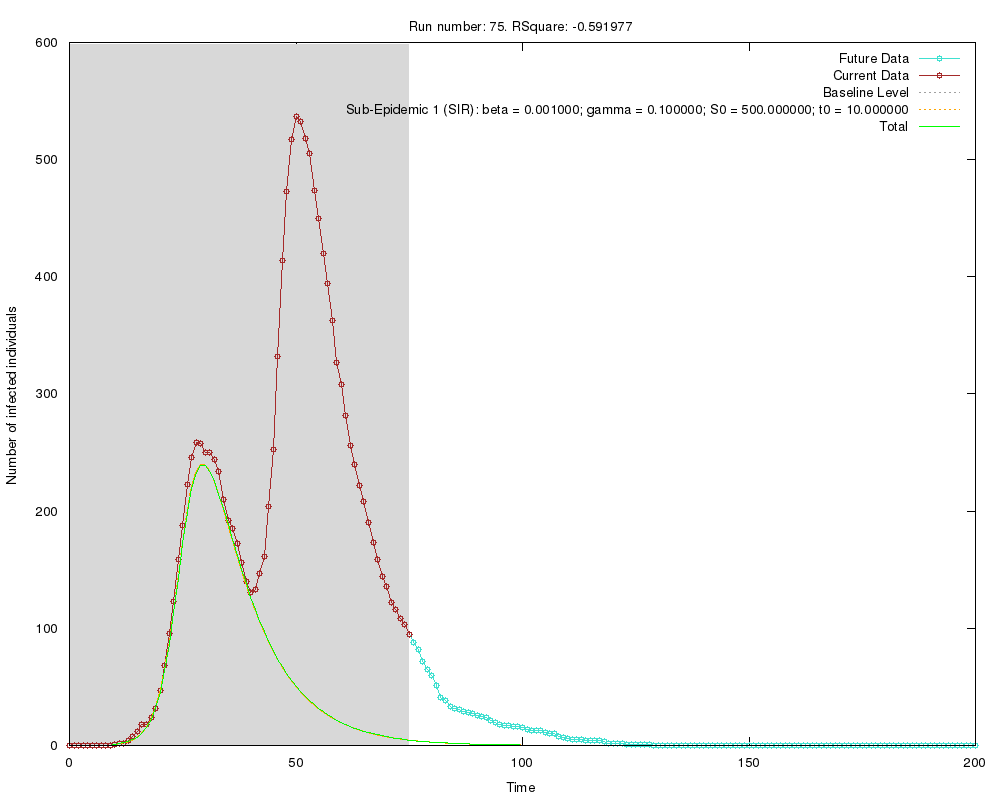 Run number: 75. RSquare: -0.591977
600
500
400
300
200
100
0
Number of infected individuals
Future Data
Current Data
Baseline Level
Sub-Epidemic 1 (SIR): beta = 0.001000; gamma = 0.100000; S0 = 500.000000; t0 = 10.000000
Total
0 50 100 150 200
Time